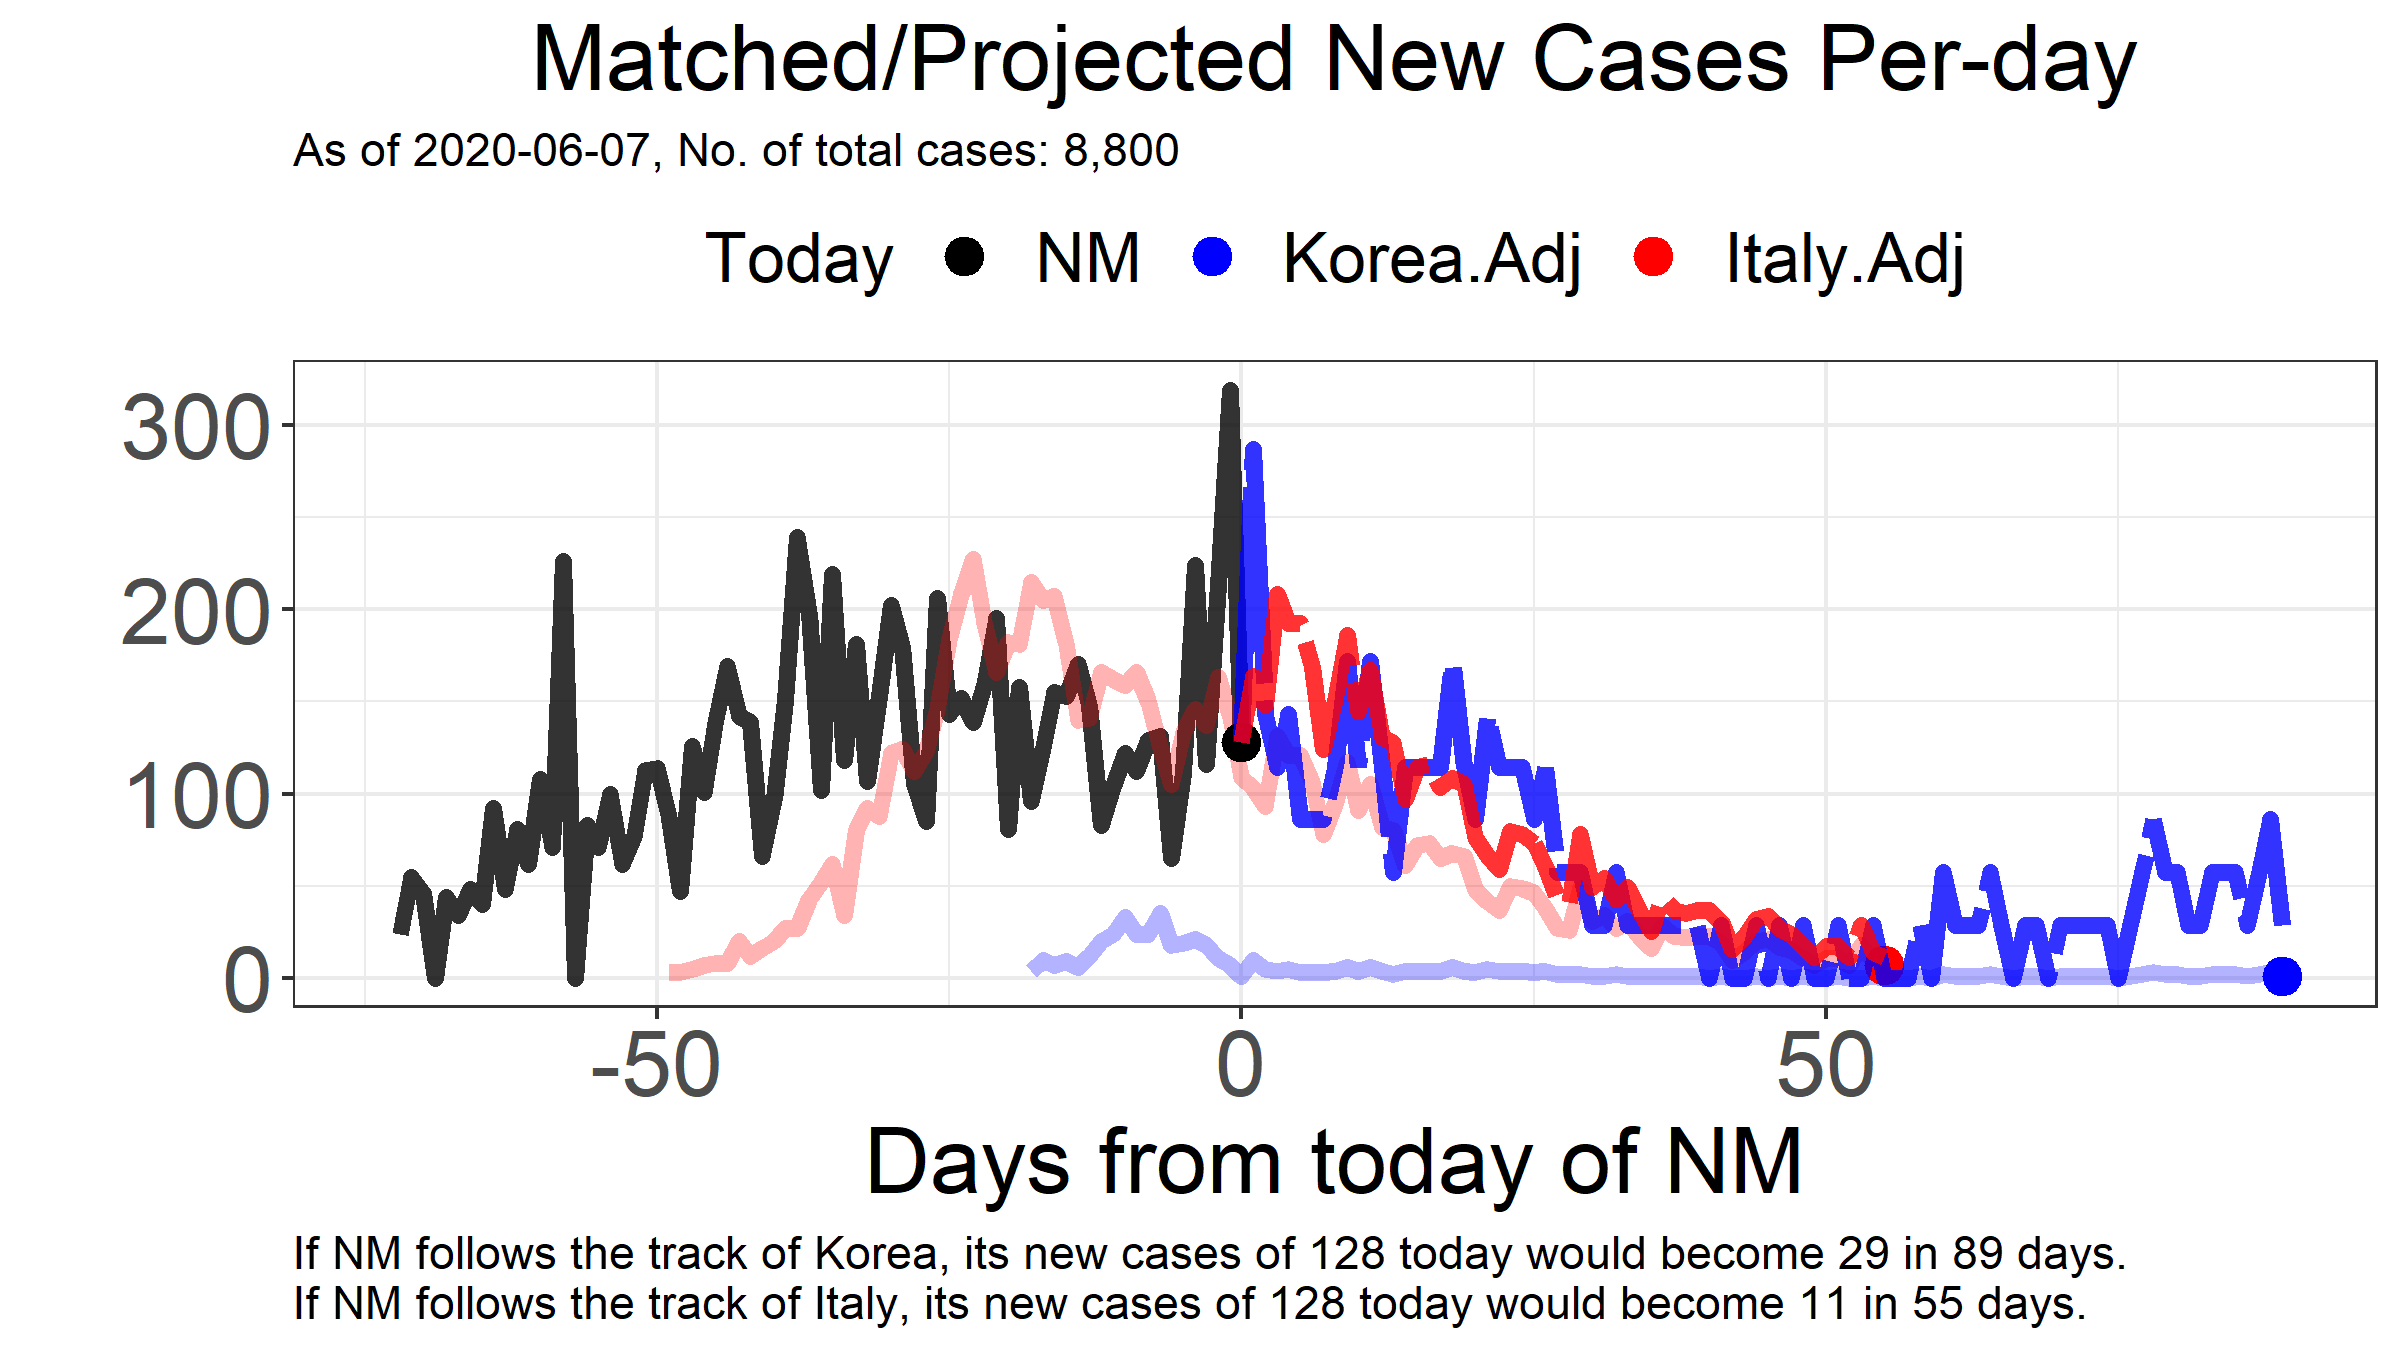 Matched/Projected New Cases Per-day
As of 2020-06-07, No. of total cases: 8,800
Today NM Korea.Adj Italy.Adj
300
200
100
0
-50 0 50
Days from today of NM
If NM follows the track of Korea, its new cases of 128 today would become 29 in 89 days.
If NM follows the track of Italy, its new cases of 128 today would become 11 in 55 days.